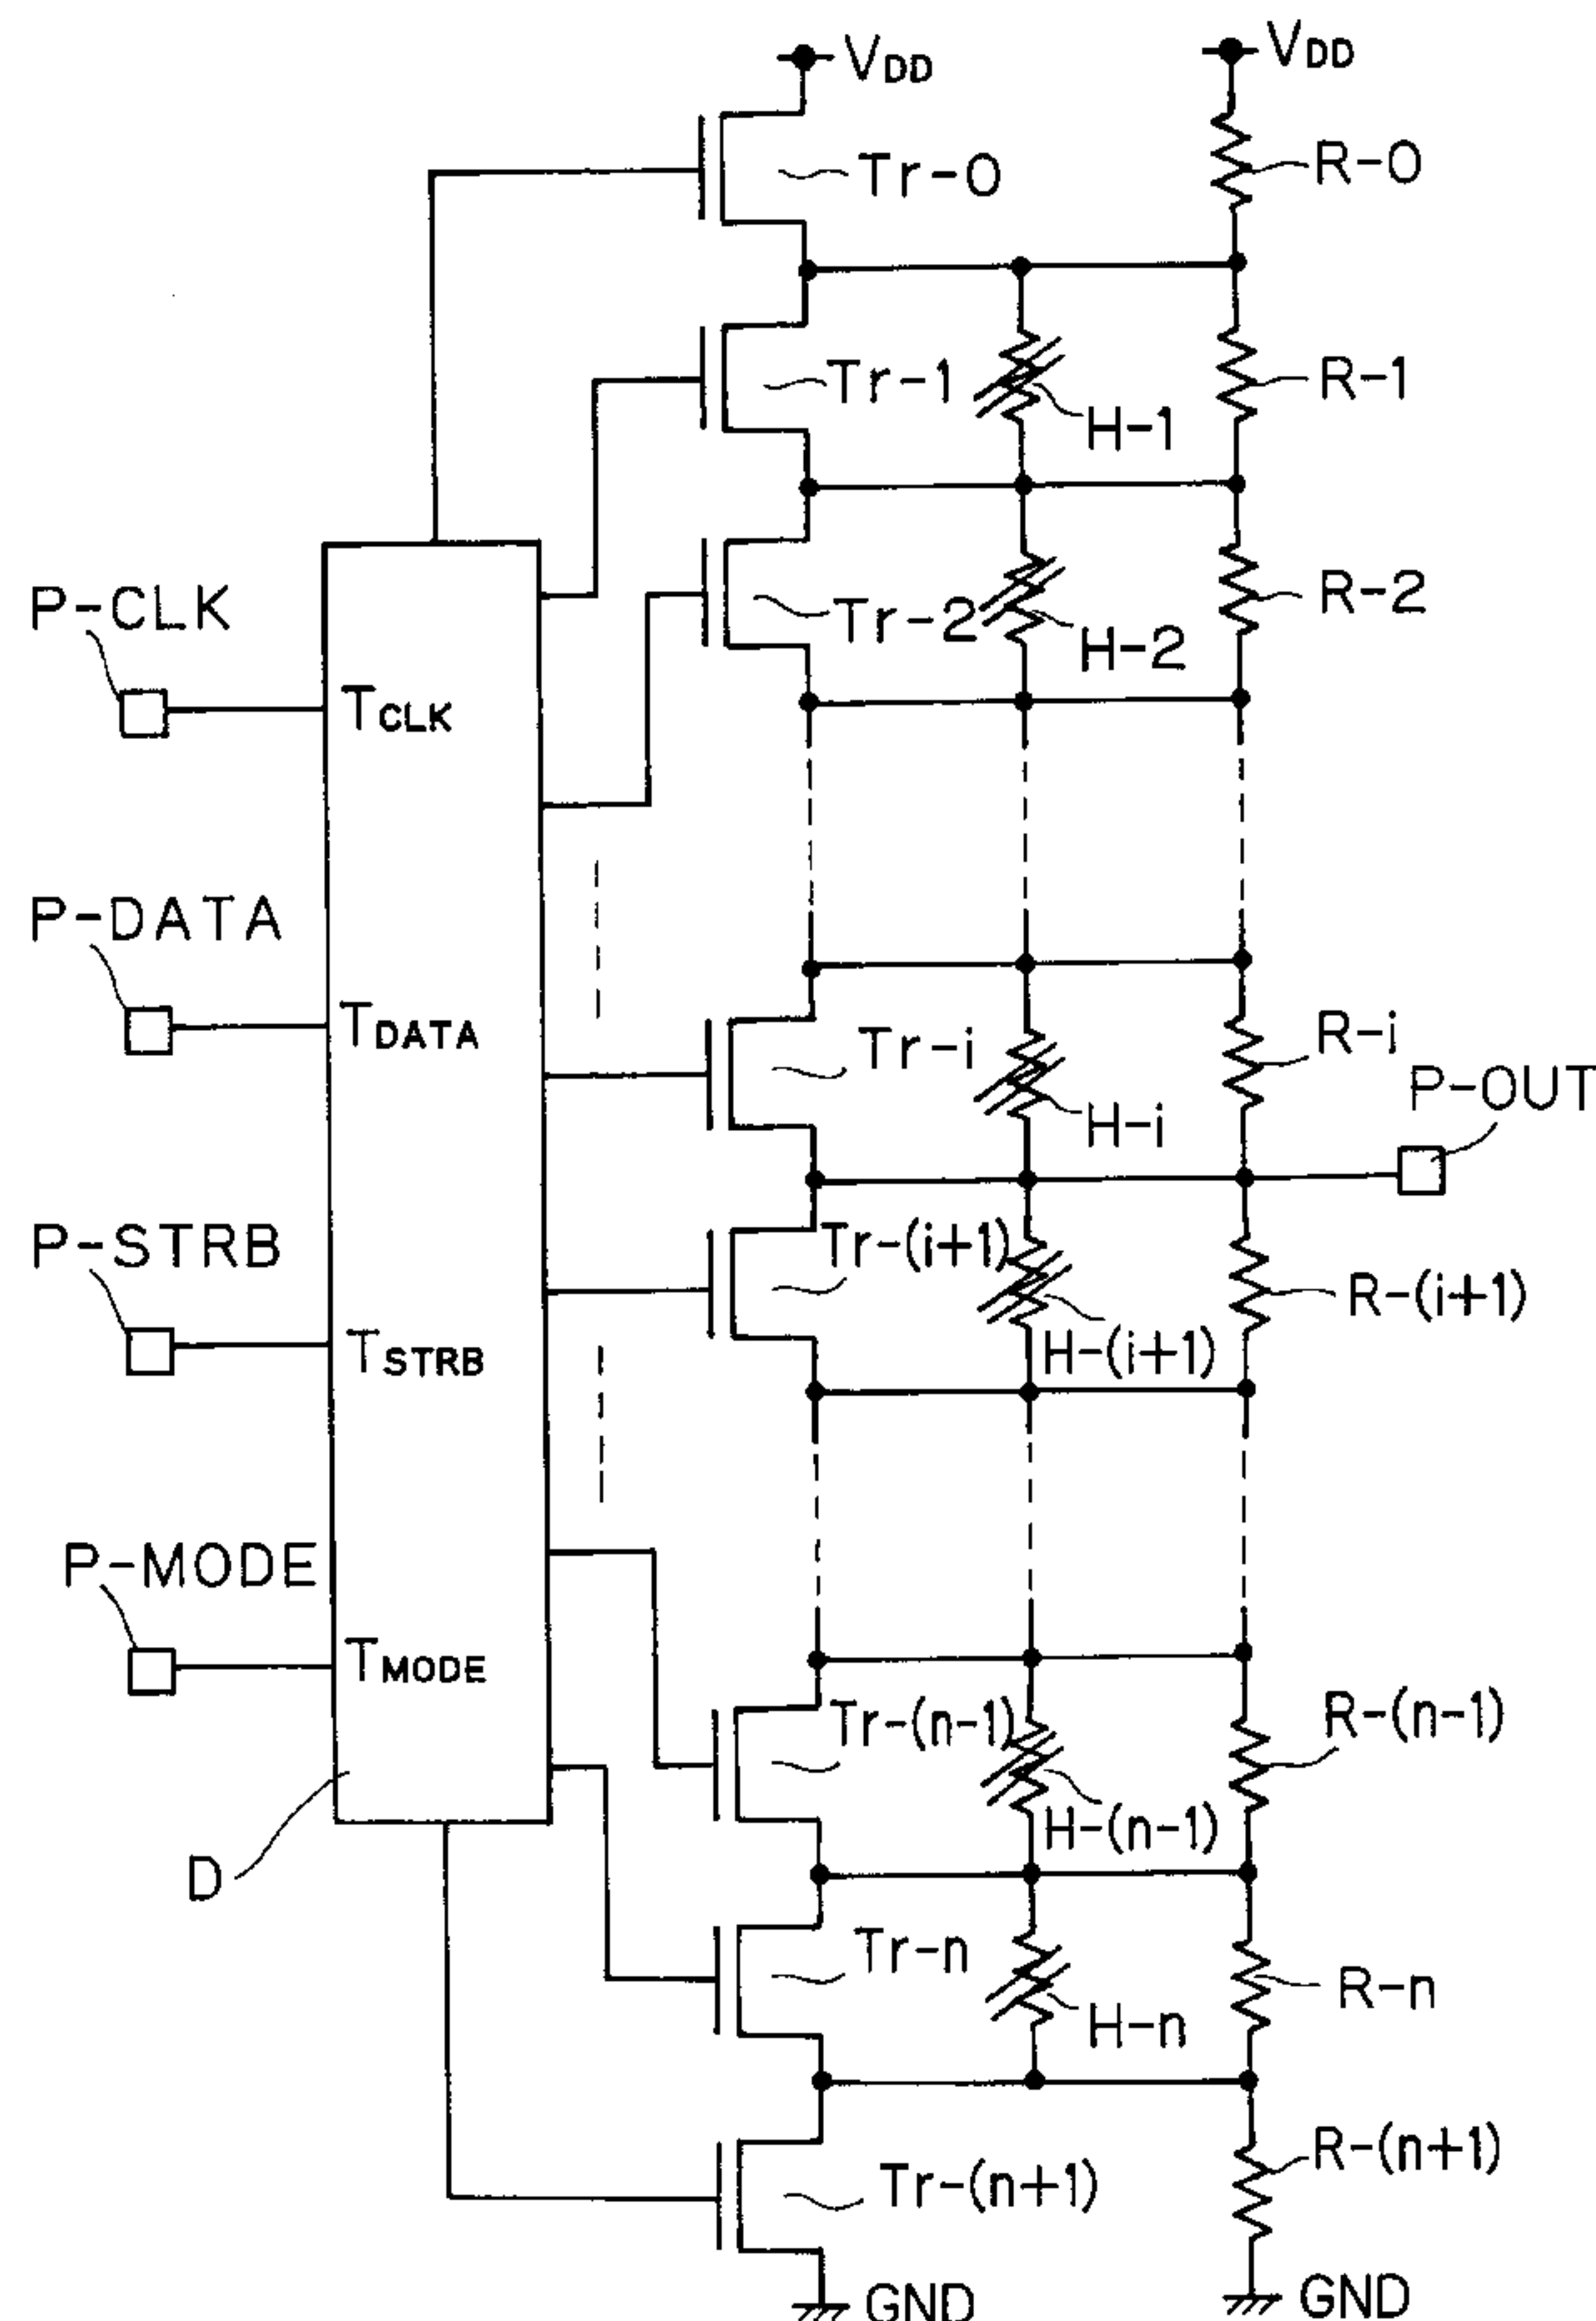 VDD
VDD
Tr-0
R-0
Tr-1
H-1
R-1
Tr-2
H-2
R-2
P-CLK
TCLK
P-DATA
TDATA
Tr-i
H-i
R-i
P-OUT
P-STRB
TSTRB
Tr-(i+1)
H-(i+1)
R-(i+1)
P-MODE
TMODE
Tr-(n-1)
H-(n-1)
R-(n-1)
D
Tr-n
H-n
R-n
Tr-(n+1)
R-(n+1)
GND
GND